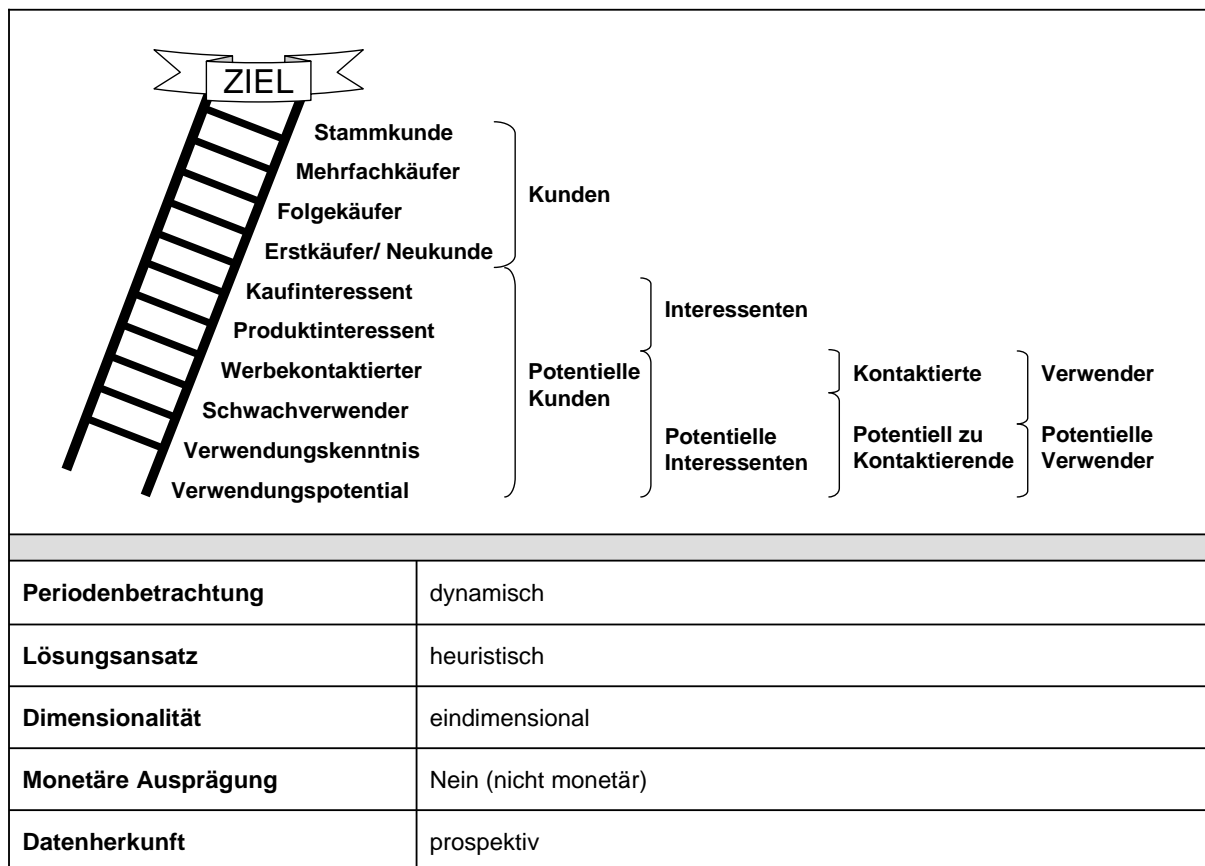 ZIEL
Stammkunde
Mehrfachkäufer
Folgekäufer
Erstkäufer/ Neukunde
Kunden
Kaufinteressent
Produktinteressent
Werbekontaktierter
Schwachverwender
Verwendungskenntnis
Verwendungspotential
Potentielle
Kunden
Interessenten
Potentielle
Interessenten
Kontaktierte
Potentiell zu
Kontaktierende
Verwender
Potentielle
Verwender
Periodenbetrachtung dynamisch
Lösungsansatz heuristisch
Dimensionalität eindimensional
Monetäre Ausprägung Nein (nicht monetär)
Datenherkunft prospektiv